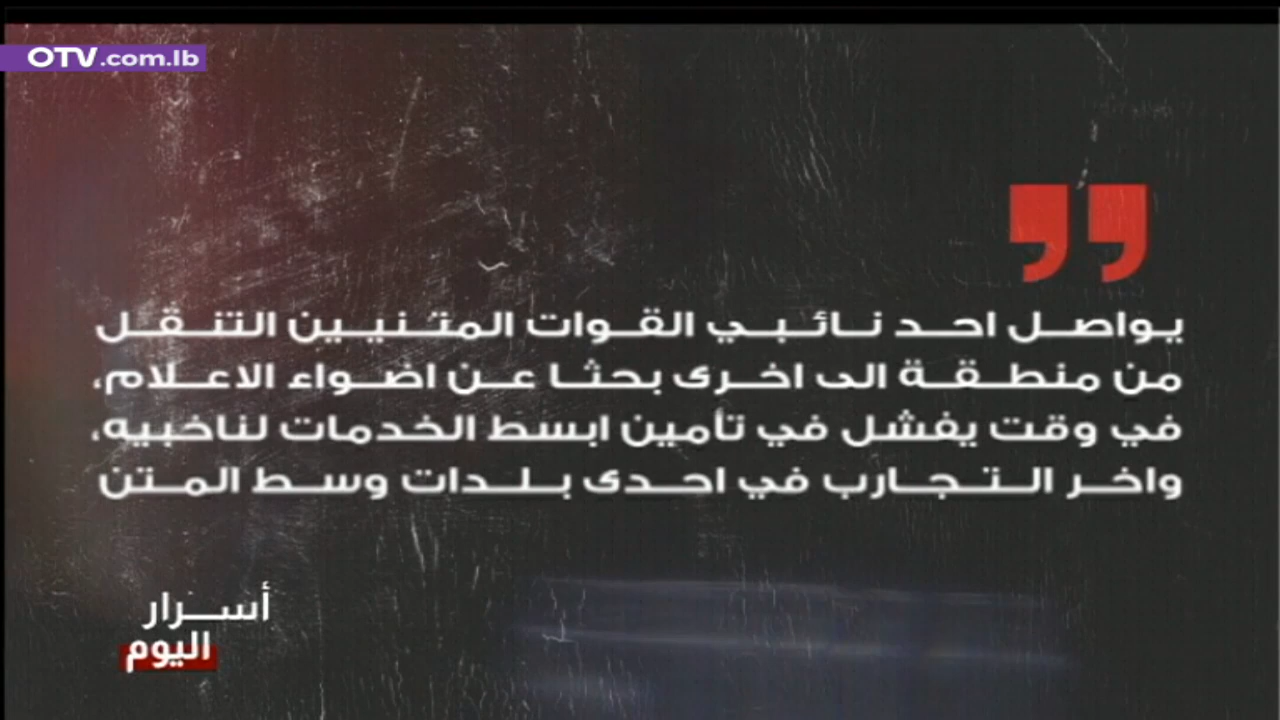 OTV.com.lb
يواصل احد نائبي القوات المتنيين التنقل
من منطقة الى اخرى بحثا عن اضواء الاعلام،
في وقت يفشل في تأمين ابسط الخدمات لناخبيه،
واخر التجارب في احدى بلدات وسط المتن
أسرار
اليوم